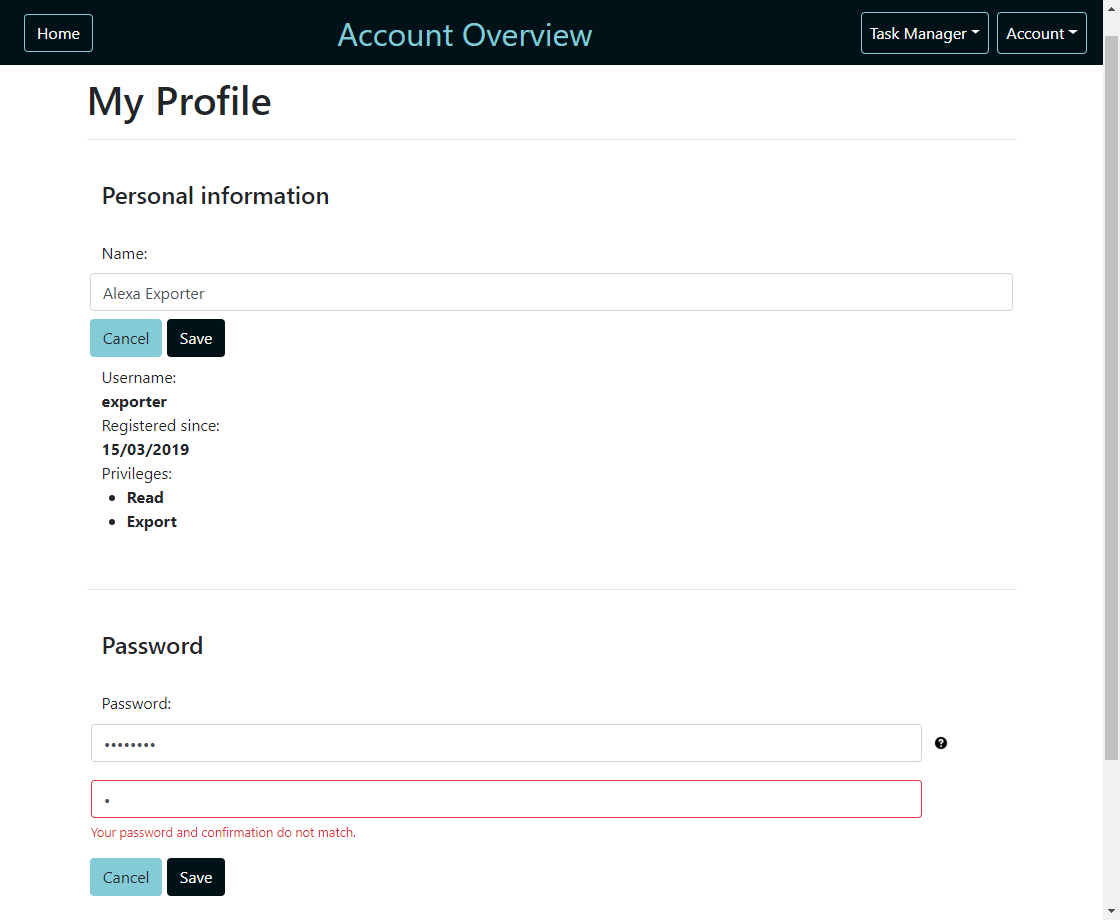 Home
Account Overview
Task Manager
Account
My Profile
Personal information
Name:
Alexa Exporter
Cancel
Save
Username:
exporter
Registered since:
15/03/2019
Privileges:
• Read
• Export
Password
Password:
••••••••
•
Your password and confirmation do not match.
Cancel
Save